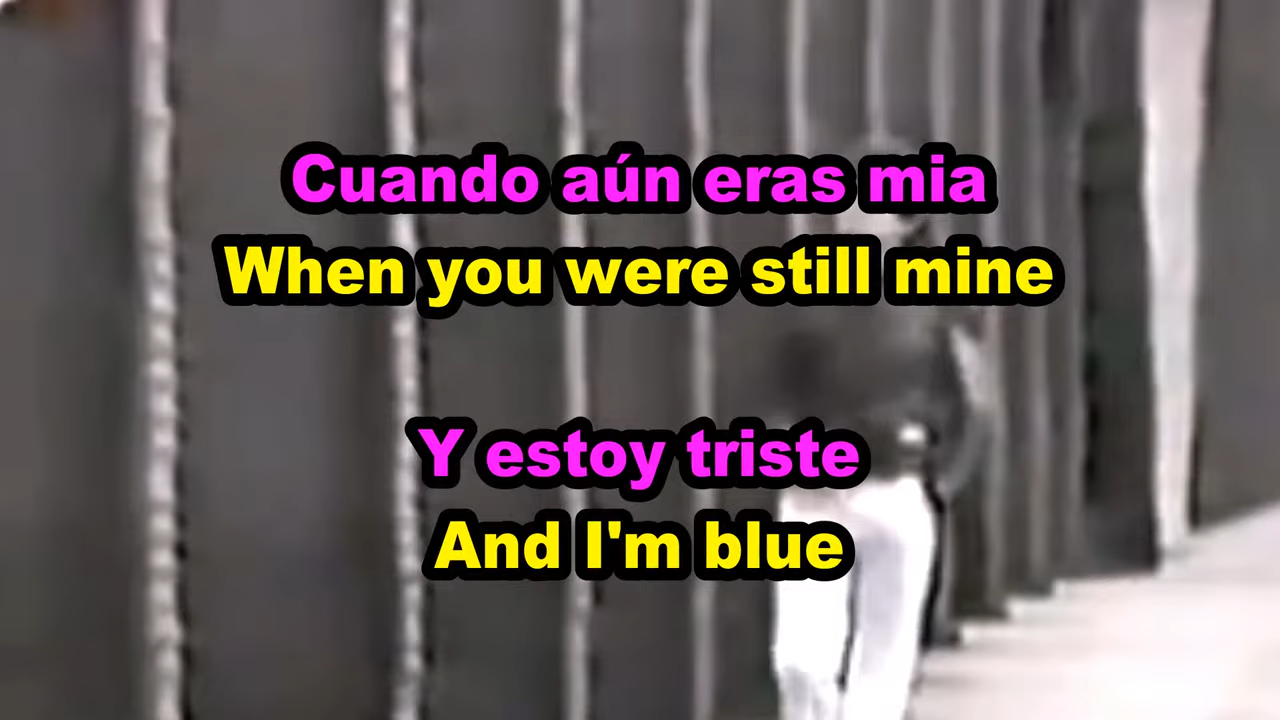 Cuando aún eras mia
When you were still mine
Y estoy triste
And I'm blue